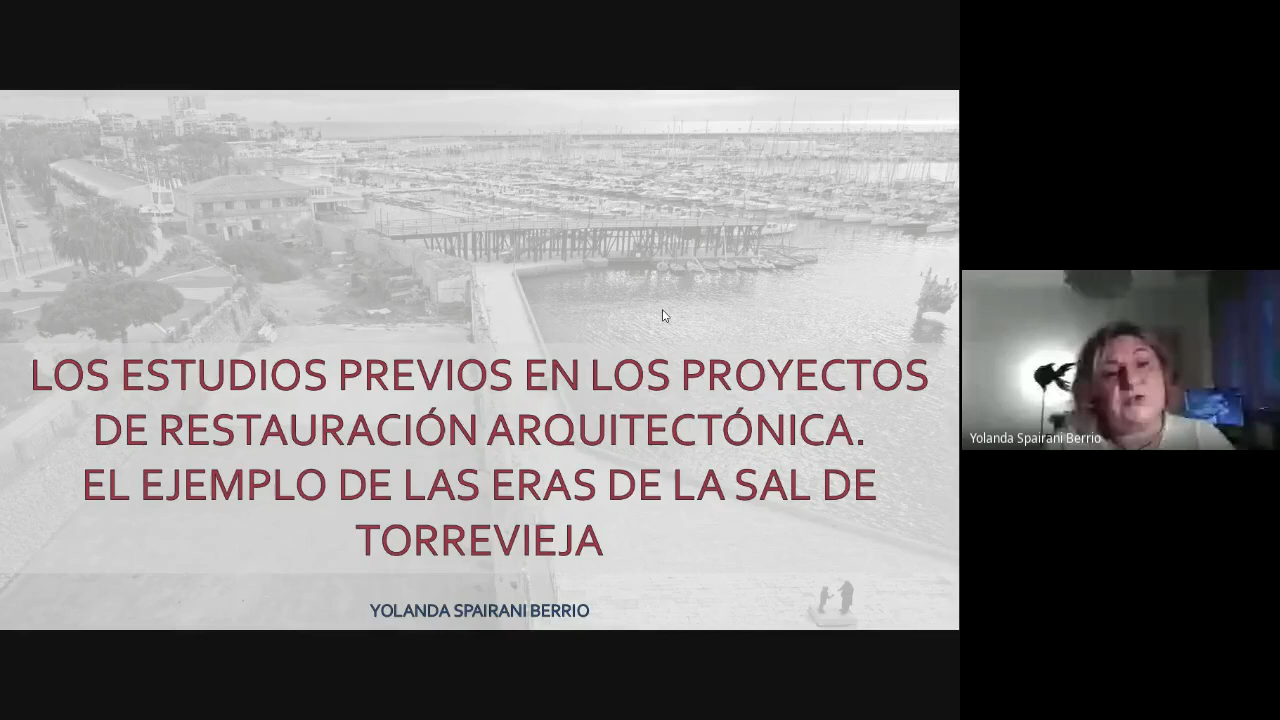 LOS ESTUDIOS PREVIOS EN LOS PROYECTOS
DE RESTAURACIÓN ARQUITECTÓNICA.
EL EJEMPLO DE LAS ERAS DE LA SAL DE
TORREVIEJA
YOLANDA SPAIRANI BERRIO
Yolanda Spairani Berrio